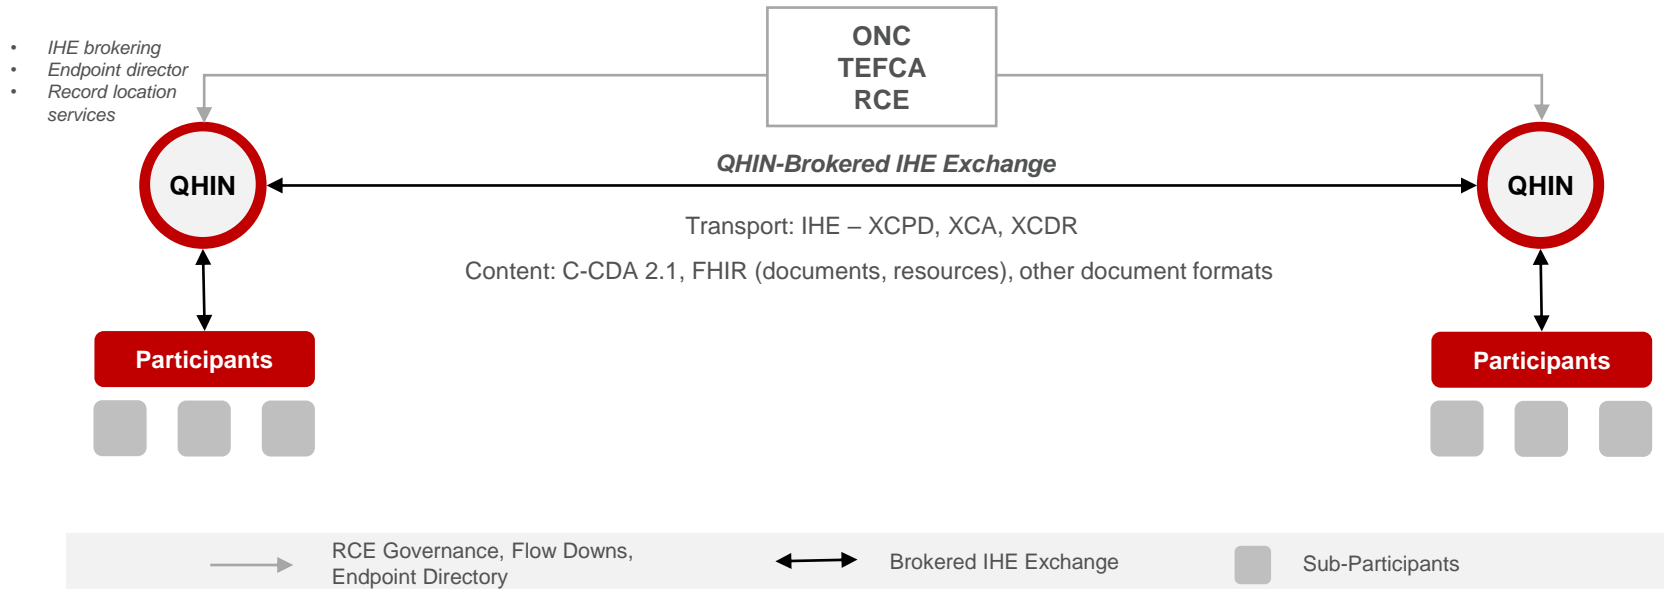 • IHE brokering
• Endpoint director
• Record location
services
ONC
TEFCA
RCE
QHIN-Brokered IHE Exchange
QHIN
QHIN
Transport: IHE – XCPD, XCA, XCDR
Content: C-CDA 2.1, FHIR (documents, resources), other document formats
Participants
Participants
RCE Governance, Flow Downs,
Endpoint Directory
Brokered IHE Exchange
Sub-Participants